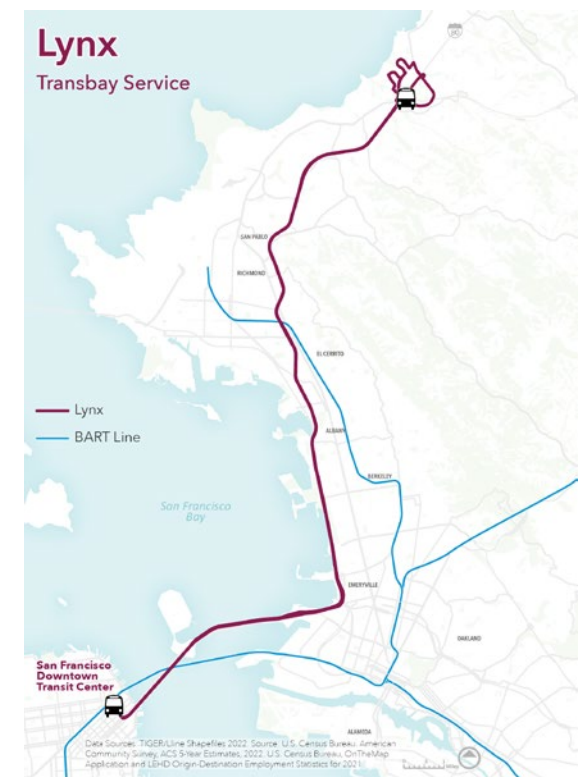 Lynx
Transbay Service
80
SAN PABLO
RICHMOND
EL CERRITO
Lynx
BART Line
ALBANY
BERKELEY
San Francisco
Bay
EMERYVILLE
OAKLAND
San Francisco
Downtown
Transit Center
ALAMEDA
Data Sources: TIGER/Line Shapefiles 2022. Source: U.S. Census Bureau. American
Community Survey, ACS 5-Year Estimates, 2022. U.S. Census Bureau, OnTheMap
Application and LEHD Origin-Destination Employment Statistics for 2021